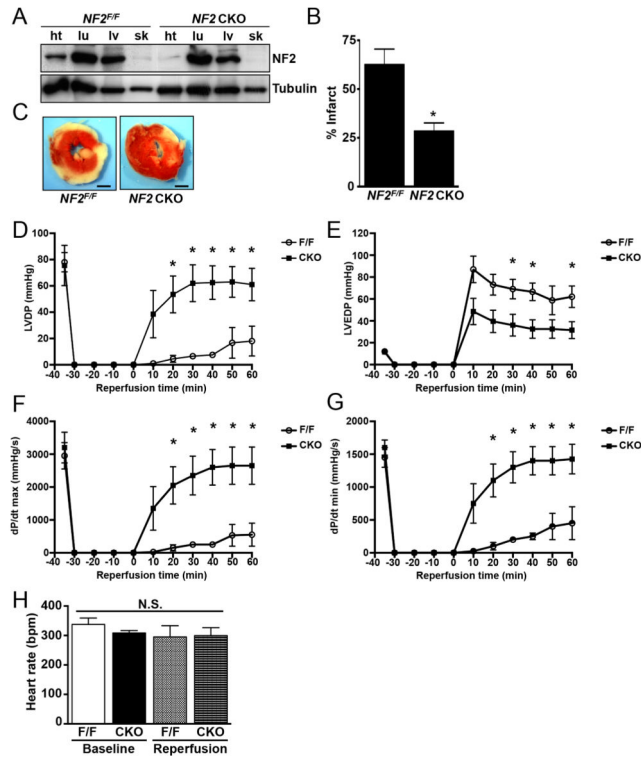 A
NF2F/F NF2 CKO
ht lu lv sk ht lu lv sk
NF2
Tubulin
B
% Infarct
75
50
25
0
*
NF2F/F NF2 CKO
C
NF2F/F NF2 CKO
D
LVDP (mmHg)
100
80
60
40
20
0
* * * * *
F/F
CKO
-40 -30 -20 -10 0 10 20 30 40 50 60
Reperfusion time (min)
E
LVEDP (mmHg)
120
100
80
60
40
20
0
* * *
F/F
CKO
-40 -30 -20 -10 0 10 20 30 40 50 60
Reperfusion time (min)
F
dP/dt max (mmHg/s)
4000
3000
2000
1000
0
* * * * *
F/F
CKO
-40 -30 -20 -10 0 10 20 30 40 50 60
Reperfusion time (min)
G
dP/dt min (mmHg/s)
2000
1500
1000
500
0
* * * * *
F/F
CKO
-40 -30 -20 -10 0 10 20 30 40 50 60
Reperfusion time (min)
H
Heart rate (bpm)
400
300
200
100
0
N.S.
F/F CKO F/F CKO
Baseline Reperfusion